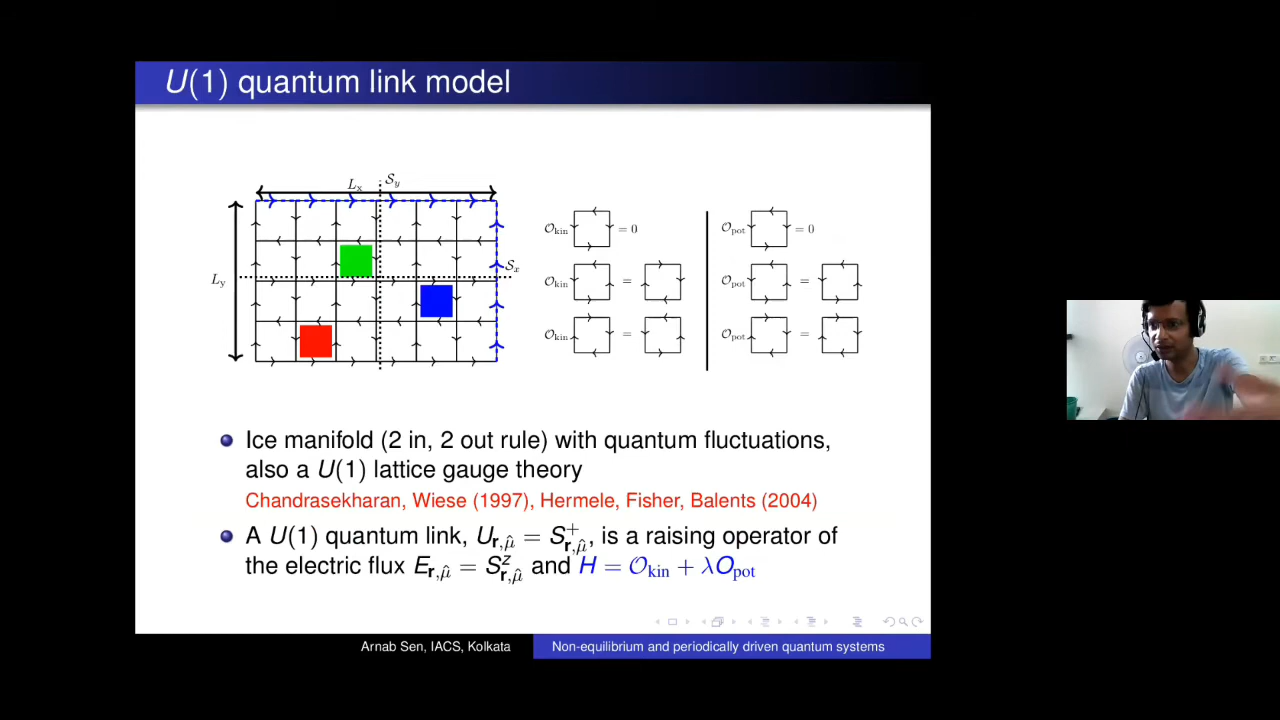 U(1) quantum link model
L_x
S_y
S_x
L_y
O_kin = 0
O_kin =
O_kin =
O_pot = 0
O_pot =
O_pot =
Ice manifold (2 in, 2 out rule) with quantum fluctuations,
also a U(1) lattice gauge theory
Chandrasekharan, Wiese (1997), Hermele, Fisher, Balents (2004)
A U(1) quantum link, U_{r,μ̂} = S^+_{r,μ̂}, is a raising operator of
the electric flux E_{r,μ̂} = S^z_{r,μ̂} and H = O_kin + λO_pot
Arnab Sen, IACS, Kolkata
Non-equilibrium and periodically driven quantum systems